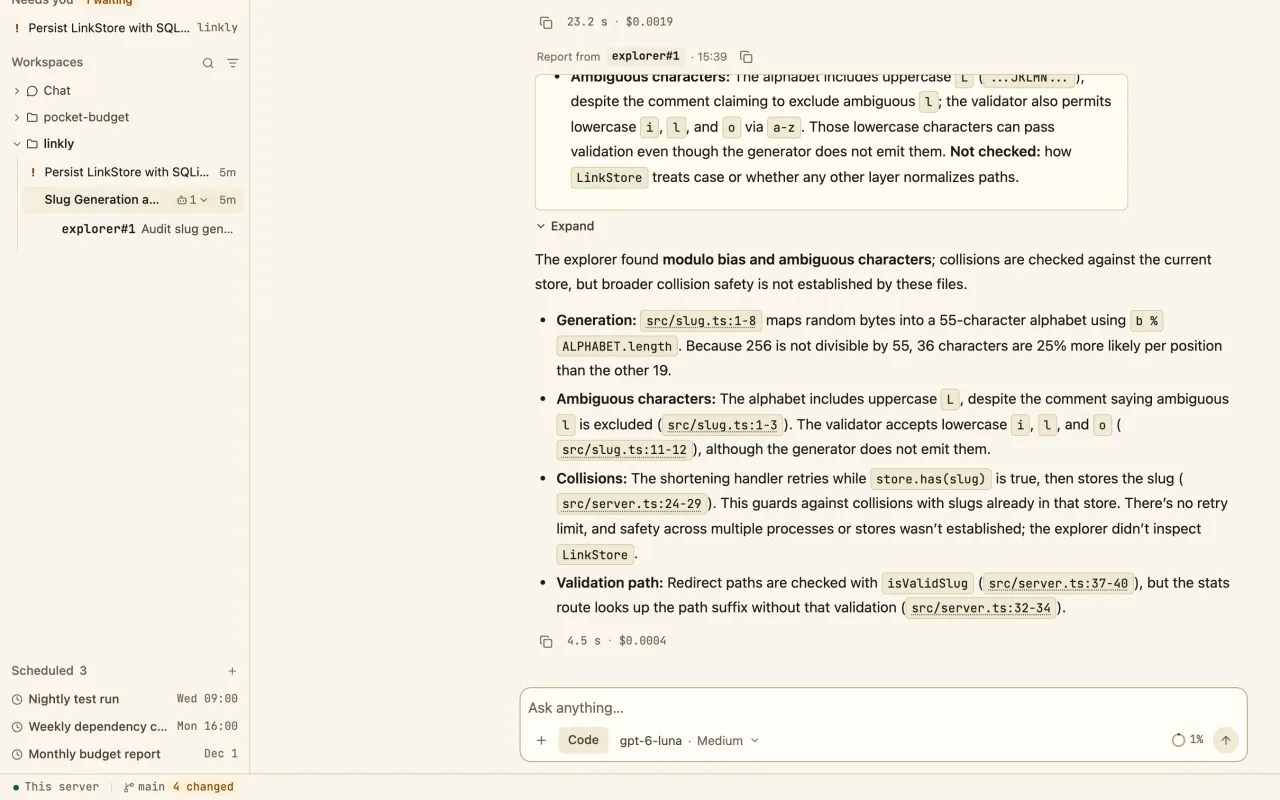 Needs you 1 waiting
! Persist LinkStore with SQL... linkly
Workspaces
Chat
pocket-budget
linkly
! Persist LinkStore with SQLi... 5m
Slug Generation a... 1 5m
explorer#1 Audit slug gen...
Scheduled 3 +
Nightly test run Wed 09:00
Weekly dependency c... Mon 16:00
Monthly budget report Dec 1
This server main 4 changed
23.2 s · $0.0019
Report from explorer#1 · 15:39
• Ambiguous characters: The alphabet includes uppercase L (...JKLMN...),
despite the comment claiming to exclude ambiguous l; the validator also permits
lowercase i, l, and o via a-z. Those lowercase characters can pass
validation even though the generator does not emit them. Not checked: how
LinkStore treats case or whether any other layer normalizes paths.
Expand
The explorer found modulo bias and ambiguous characters; collisions are checked against the current
store, but broader collision safety is not established by these files.
• Generation: src/slug.ts:1-8 maps random bytes into a 55-character alphabet using b %
ALPHABET.length. Because 256 is not divisible by 55, 36 characters are 25% more likely per position
than the other 19.
• Ambiguous characters: The alphabet includes uppercase L, despite the comment saying ambiguous
l is excluded (src/slug.ts:1-3). The validator accepts lowercase i, l, and o (
src/slug.ts:11-12), although the generator does not emit them.
• Collisions: The shortening handler retries while store.has(slug) is true, then stores the slug (
src/server.ts:24-29). This guards against collisions with slugs already in that store. There’s no retry
limit, and safety across multiple processes or stores wasn’t established; the explorer didn’t inspect
LinkStore.
• Validation path: Redirect paths are checked with isValidSlug (src/server.ts:37-40), but the stats
route looks up the path suffix without that validation (src/server.ts:32-34).
4.5 s · $0.0004
Ask anything...
+ Code gpt-6-luna · Medium 1%